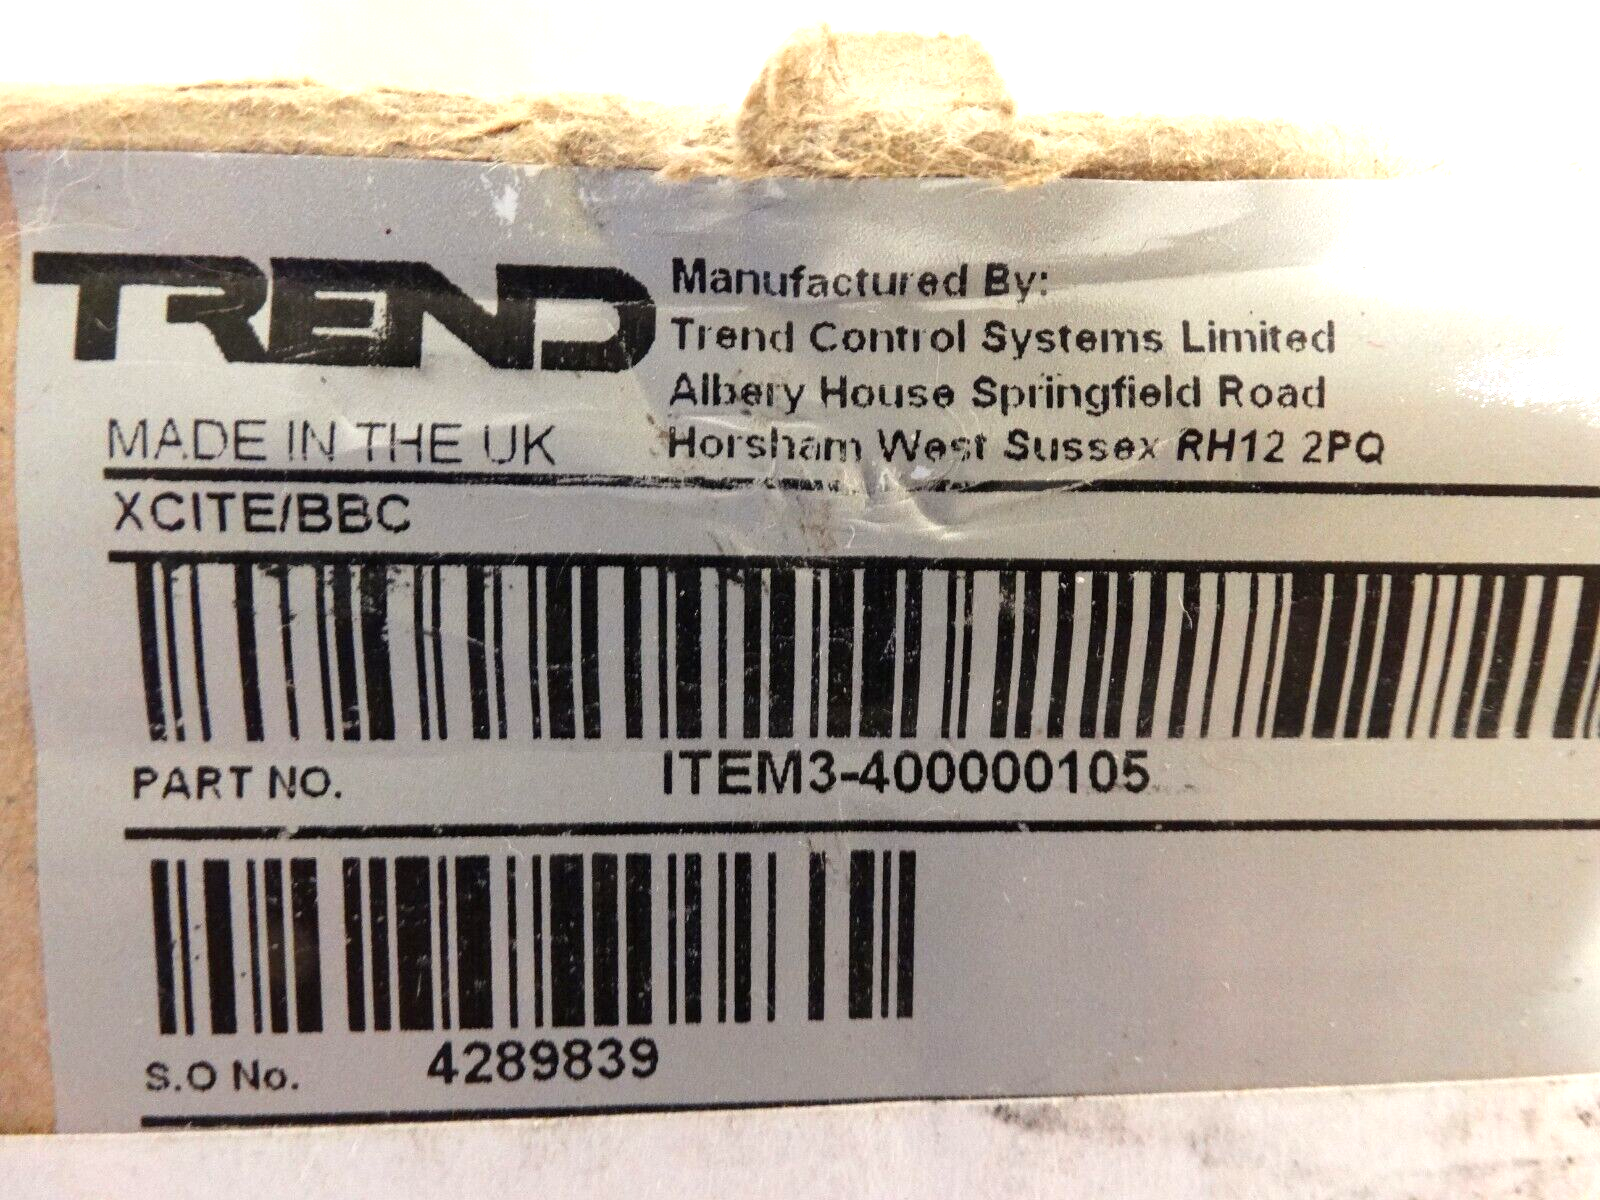 TREND
Manufactured By:
Trend Control Systems Limited
Albery House Springfield Road
Horsham West Sussex RH12 2PQ
MADE IN THE UK
XCITE/BBC
PART NO. ITEM3-400000105
S.O No. 4289839